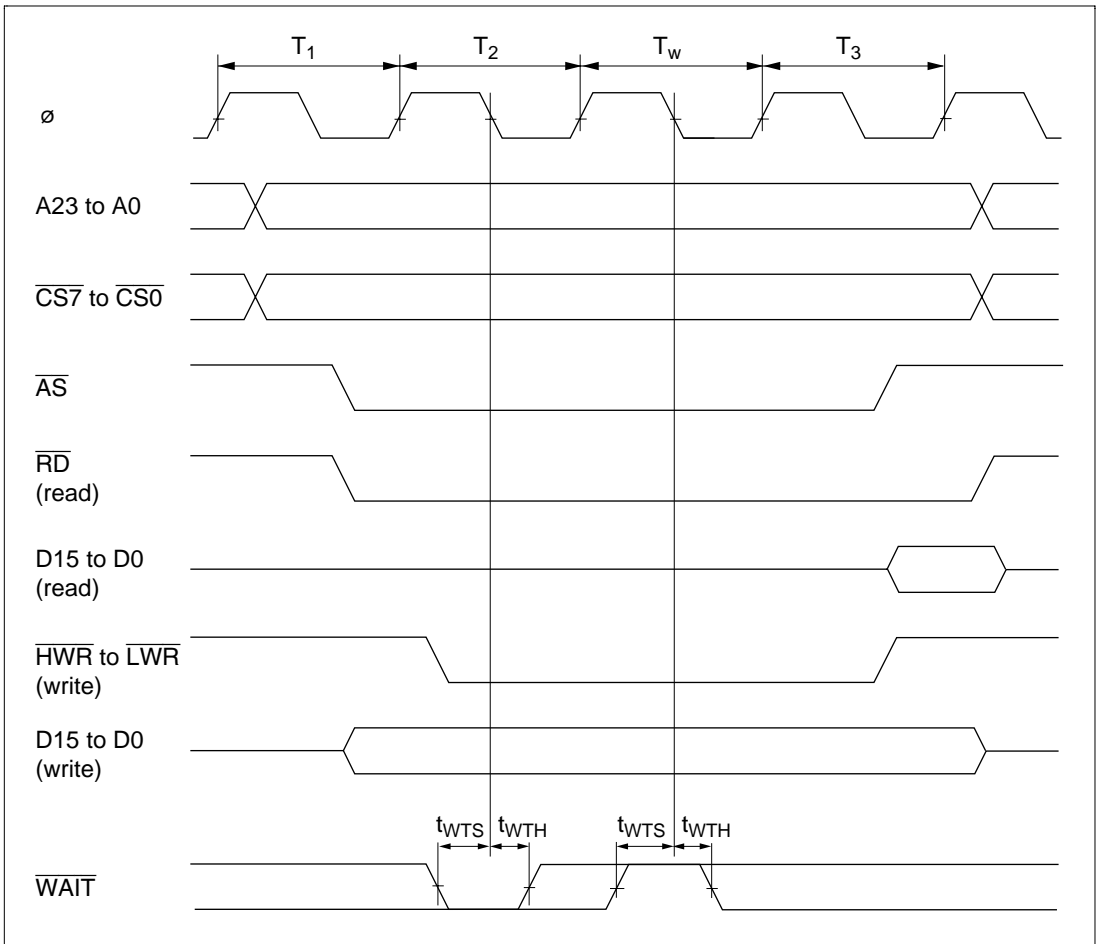 T1 T2 Tw T3
ø
A23 to A0
CS7 to CS0
AS
RD
(read)
D15 to D0
(read)
HWR to LWR
(write)
D15 to D0
(write)
tWTS tWTH tWTS tWTH
WAIT